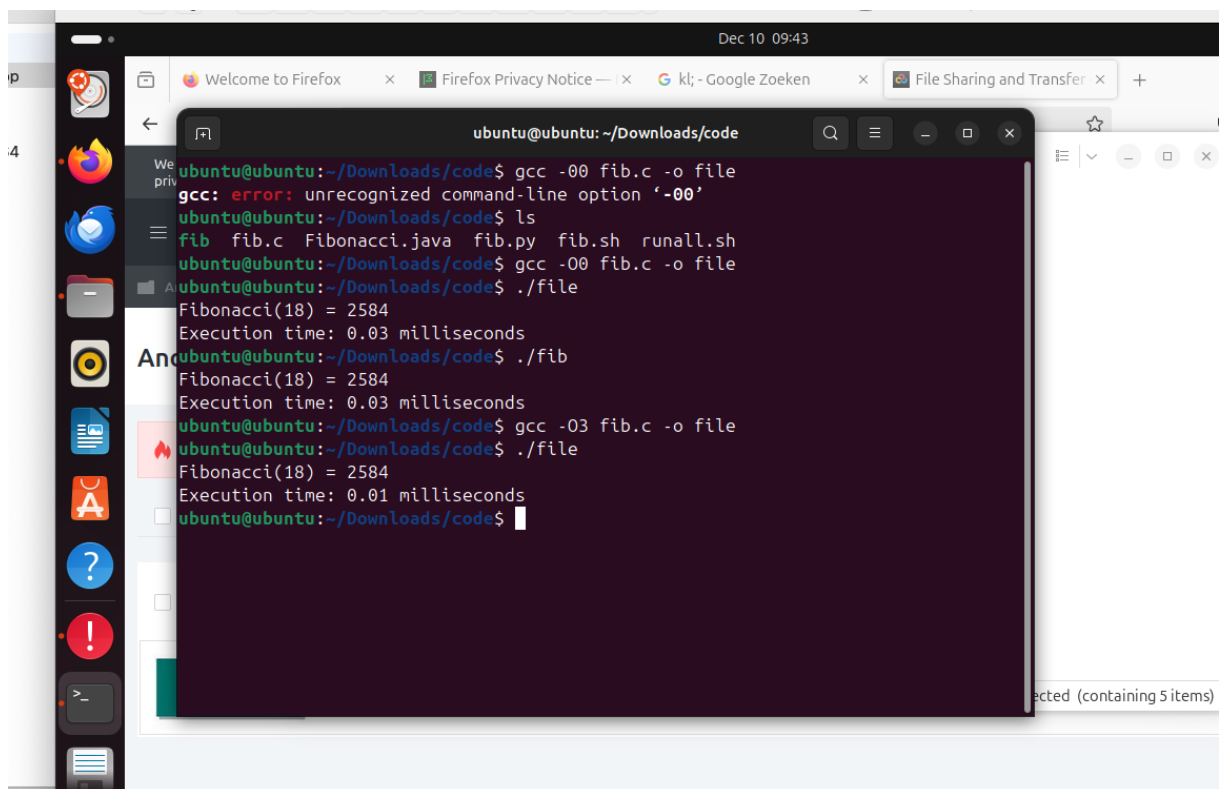 Dec 10 09:43
Welcome to Firefox
Firefox Privacy Notice —
kl; - Google Zoeken
File Sharing and Transfer
ubuntu@ubuntu: ~/Downloads/code
We
priv
ubuntu@ubuntu:~/Downloads/code$ gcc -00 fib.c -o file
gcc: error: unrecognized command-line option ‘-00’
ubuntu@ubuntu:~/Downloads/code$ ls
fib fib.c Fibonacci.java fib.py fib.sh runall.sh
ubuntu@ubuntu:~/Downloads/code$ gcc -O0 fib.c -o file
ubuntu@ubuntu:~/Downloads/code$ ./file
Fibonacci(18) = 2584
Execution time: 0.03 milliseconds
ubuntu@ubuntu:~/Downloads/code$ ./fib
Fibonacci(18) = 2584
Execution time: 0.03 milliseconds
ubuntu@ubuntu:~/Downloads/code$ gcc -O3 fib.c -o file
ubuntu@ubuntu:~/Downloads/code$ ./file
Fibonacci(18) = 2584
Execution time: 0.01 milliseconds
ubuntu@ubuntu:~/Downloads/code$
And
ected (containing 5 items)